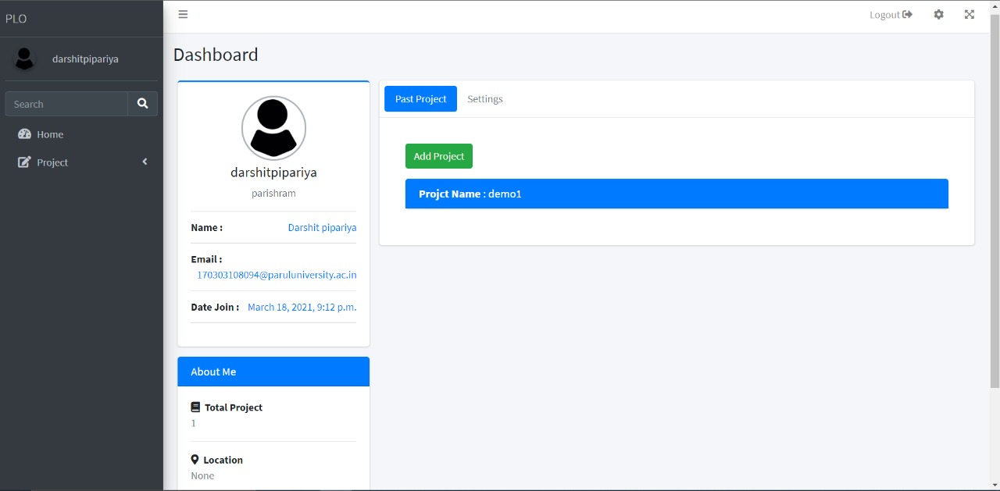 PLO
darshitpipariya
Search
Home
Project
Logout
Dashboard
darshitpipariya
parishram
Name :
Darshit pipariya
Email :
170303108094@paruluniversity.ac.in
Date Join :
March 18, 2021, 9:12 p.m.
About Me
Total Project
1
Location
None
Past Project
Settings
Add Project
Projct Name : demo1